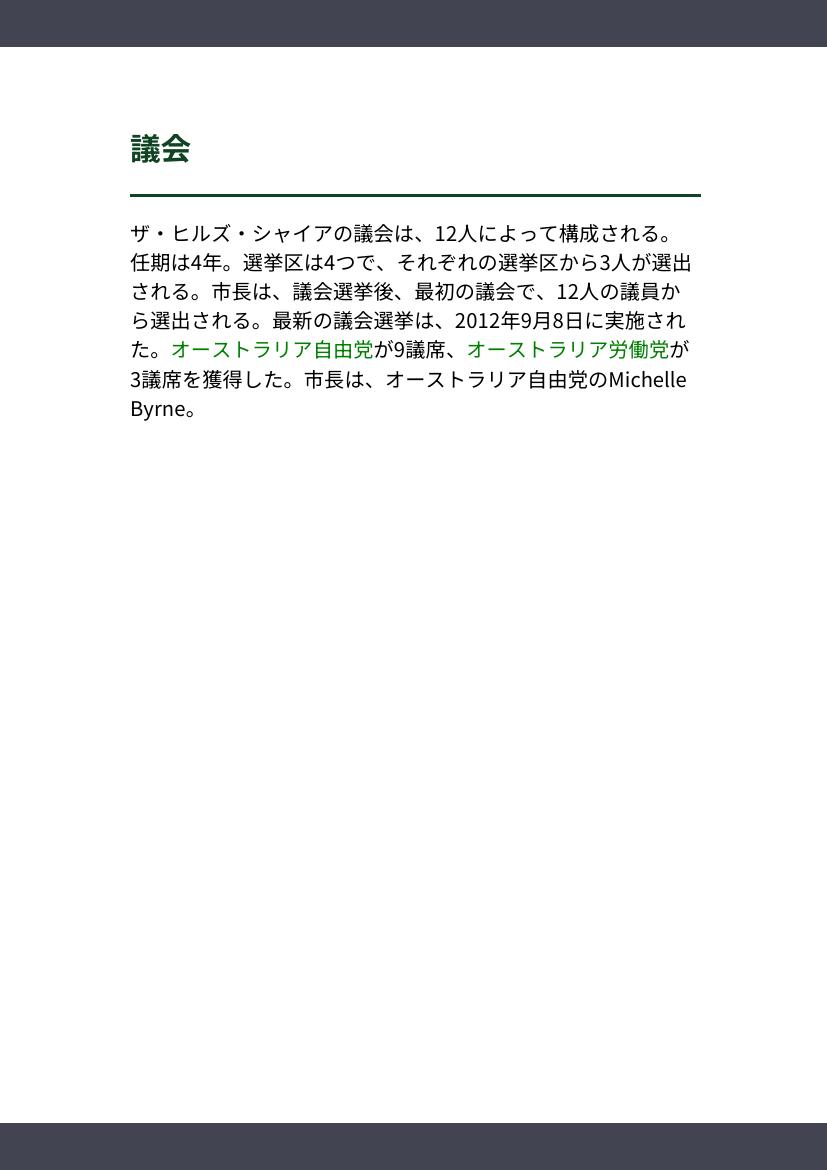 議会
ザ・ヒルズ・シャイアの議会は、12人によって構成される。
任期は4年。選挙区は4つで、それぞれの選挙区から3人が選出
される。市長は、議会選挙後、最初の議会で、12人の議員か
ら選出される。最新の議会選挙は、2012年9月8日に実施され
た。オーストラリア自由党が9議席、オーストラリア労働党が
3議席を獲得した。市長は、オーストラリア自由党のMichelle
Byrne。